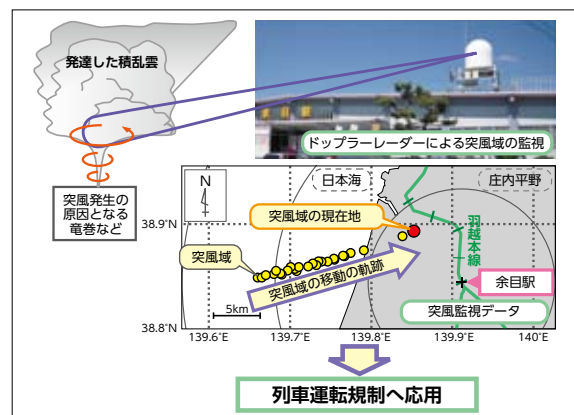 発達した積乱雲
突風発生の
原因となる
竜巻など
ドップラーレーダーによる突風域の監視
N
日本海
庄内平野
38.9°N
突風域の現在地
羽越本線
突風域
突風域の移動の軌跡
余目駅
5km
突風監視データ
38.8°N
139.6°E
139.7°E
139.8°E
139.9°E
140°E
列車運転規制へ応用